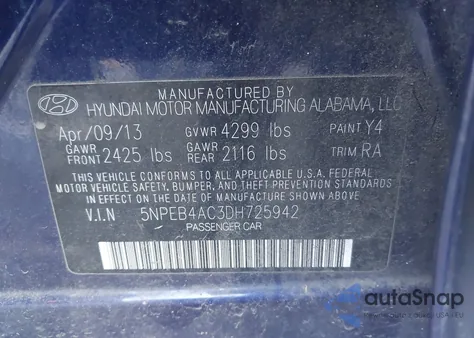 MANUFACTURED BY
HYUNDAI MOTOR MANUFACTURING ALABAMA, LLC
Apr/09/13 GVWR 4299 lbs PAINT Y4
GAWR FRONT 2425 lbs GAWR REAR 2116 lbs TRIM RA
THIS VEHICLE CONFORMS TO ALL APPLICABLE U.S.A. FEDERAL
MOTOR VEHICLE SAFETY, BUMPER, AND THEFT PREVENTION STANDARDS
IN EFFECT ON THE DATE OF MANUFACTURE SHOWN ABOVE.
V.I.N 5NPEB4AC3DH725942
PASSENGER CAR
autoSnap